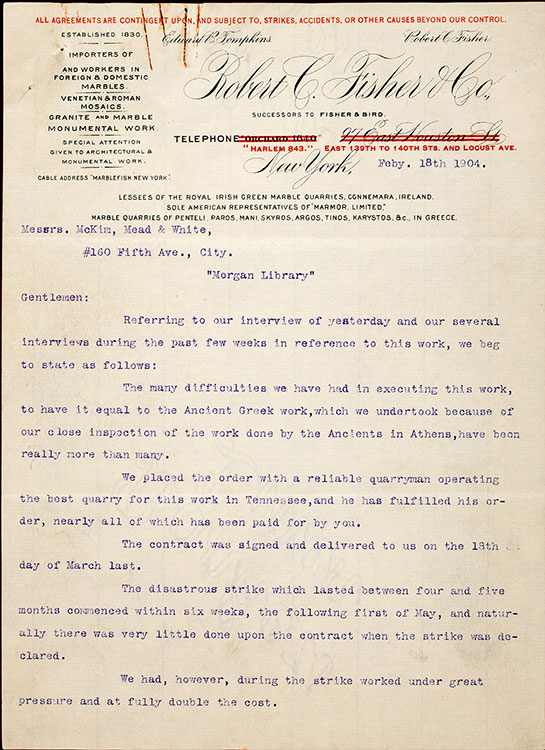 ALL AGREEMENTS ARE CONTINGENT UPON, AND SUBJECT TO, STRIKES, ACCIDENTS, OR OTHER CAUSES BEYOND OUR CONTROL.
ESTABLISHED 1830.
Edward P. Tompkins
Robert C. Fisher
IMPORTERS OF
AND WORKERS IN
FOREIGN & DOMESTIC
MARBLES.
VENETIAN & ROMAN
MOSAICS.
GRANITE AND MARBLE
MONUMENTAL WORK.
SPECIAL ATTENTION
GIVEN TO ARCHITECTURAL &
MONUMENTAL WORK.
CABLE ADDRESS "MARBLEFISH NEW YORK".
Robert C. Fisher & Co.,
SUCCESSORS TO FISHER & BIRD.
TELEPHONE "ORCHARD 1840" 97 East Houston St.
"HARLEM 843." EAST 139TH TO 140TH STS. AND LOCUST AVE.
New York, Feby. 18th 1904.
LESSEES OF THE ROYAL IRISH GREEN MARBLE QUARRIES, CONNEMARA, IRELAND.
SOLE AMERICAN REPRESENTATIVES OF "MARMOR, LIMITED,"
MARBLE QUARRIES OF PENTELI, PAROS, MANI, SKYROS, ARGOS, TINOS, KARYSTOS, &c., IN GREECE.
Messrs. McKim, Mead & White,
#160 Fifth Ave., City.
"Morgan Library"
Gentlemen:
Referring to our interview of yesterday and our several
interviews during the past few weeks in reference to this work, we beg
to state as follows:
The many difficulties we have had in executing this work,
to have it equal to the Ancient Greek work,which we undertook because of
our close inspection of the work done by the Ancients in Athens,have been
really more than many.
We placed the order with a reliable quarryman operating
the best quarry for this work in Tennessee,and he has fulfilled his or-
der, nearly all of which has been paid for by you.
The contract was signed and delivered to us on the 18th
day of March last.
The disastrous strike which lasted between four and five
months commenced within six weeks, the following first of May, and natur-
ally there was very little done upon the contract when the strike was de-
clared.
We had, however, during the strike worked under great
pressure and at fully double the cost.